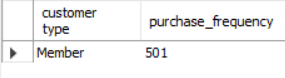 customer
type
purchase_frequency
Member
501